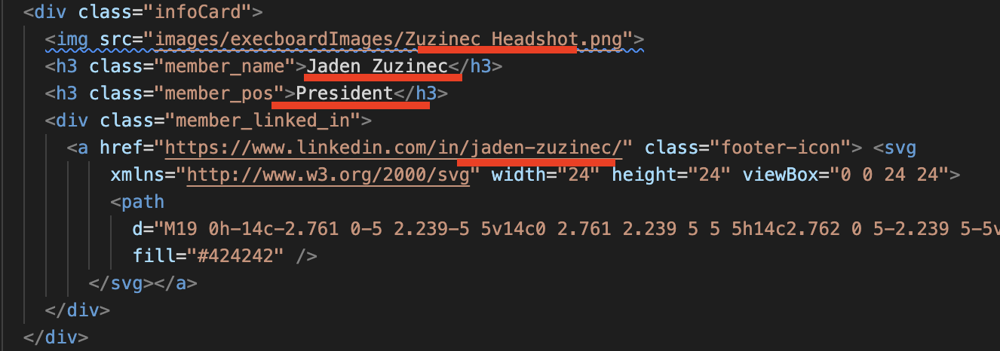 <div class="infoCard">
<img src="images/execboardImages/Zuzinec Headshot.png">
<h3 class="member_name">Jaden Zuzinec</h3>
<h3 class="member_pos">President</h3>
<div class="member_linked_in">
<a href="https://www.linkedin.com/in/jaden-zuzinec/" class="footer-icon"> <svg
xmlns="http://www.w3.org/2000/svg" width="24" height="24" viewBox="0 0 24 24">
<path
d="M19 0h-14c-2.761 0-5 2.239-5 5v14c0 2.761 2.239 5 5 5h14c2.762 0 5-2.239 5-5v
fill="#424242" />
</svg></a>
</div>
</div>